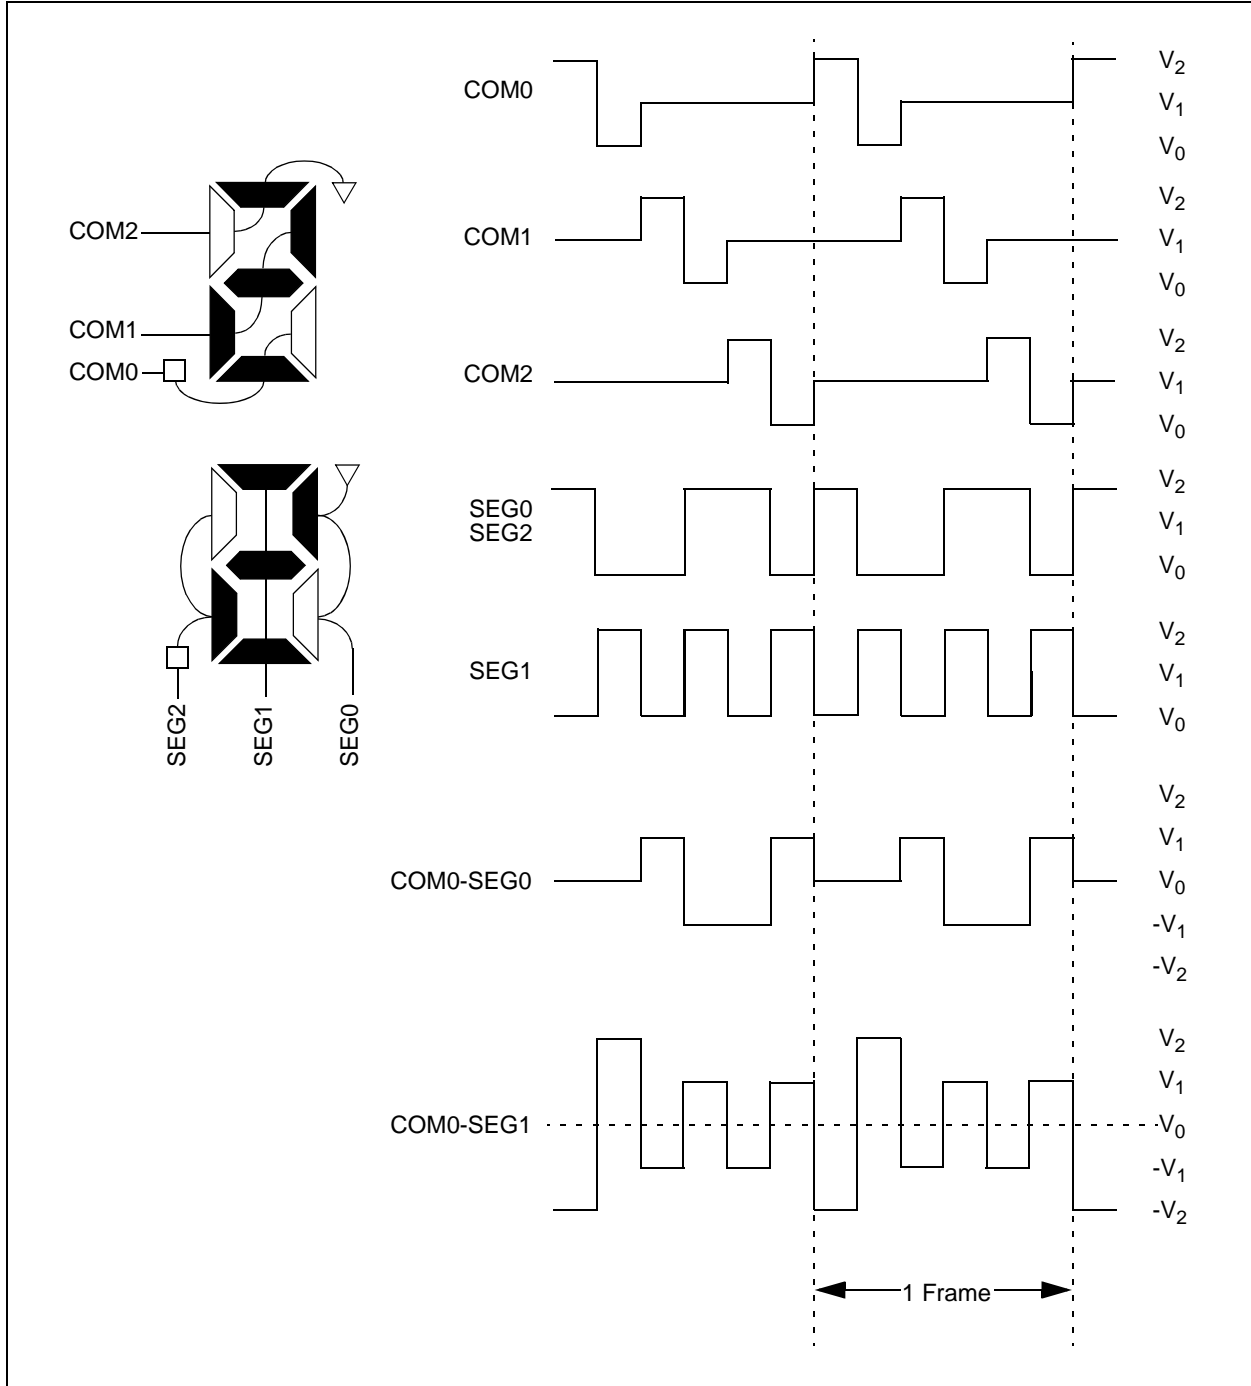 COM0
V2
V1
V0
COM2
COM1
COM0
COM1
V2
V1
V0
COM2
V2
V1
V0
SEG0
SEG2
V2
V1
V0
SEG2
SEG1
SEG0
SEG1
V2
V1
V0
COM0-SEG0
V2
V1
V0
-V1
-V2
COM0-SEG1
V2
V1
V0
-V1
-V2
1 Frame